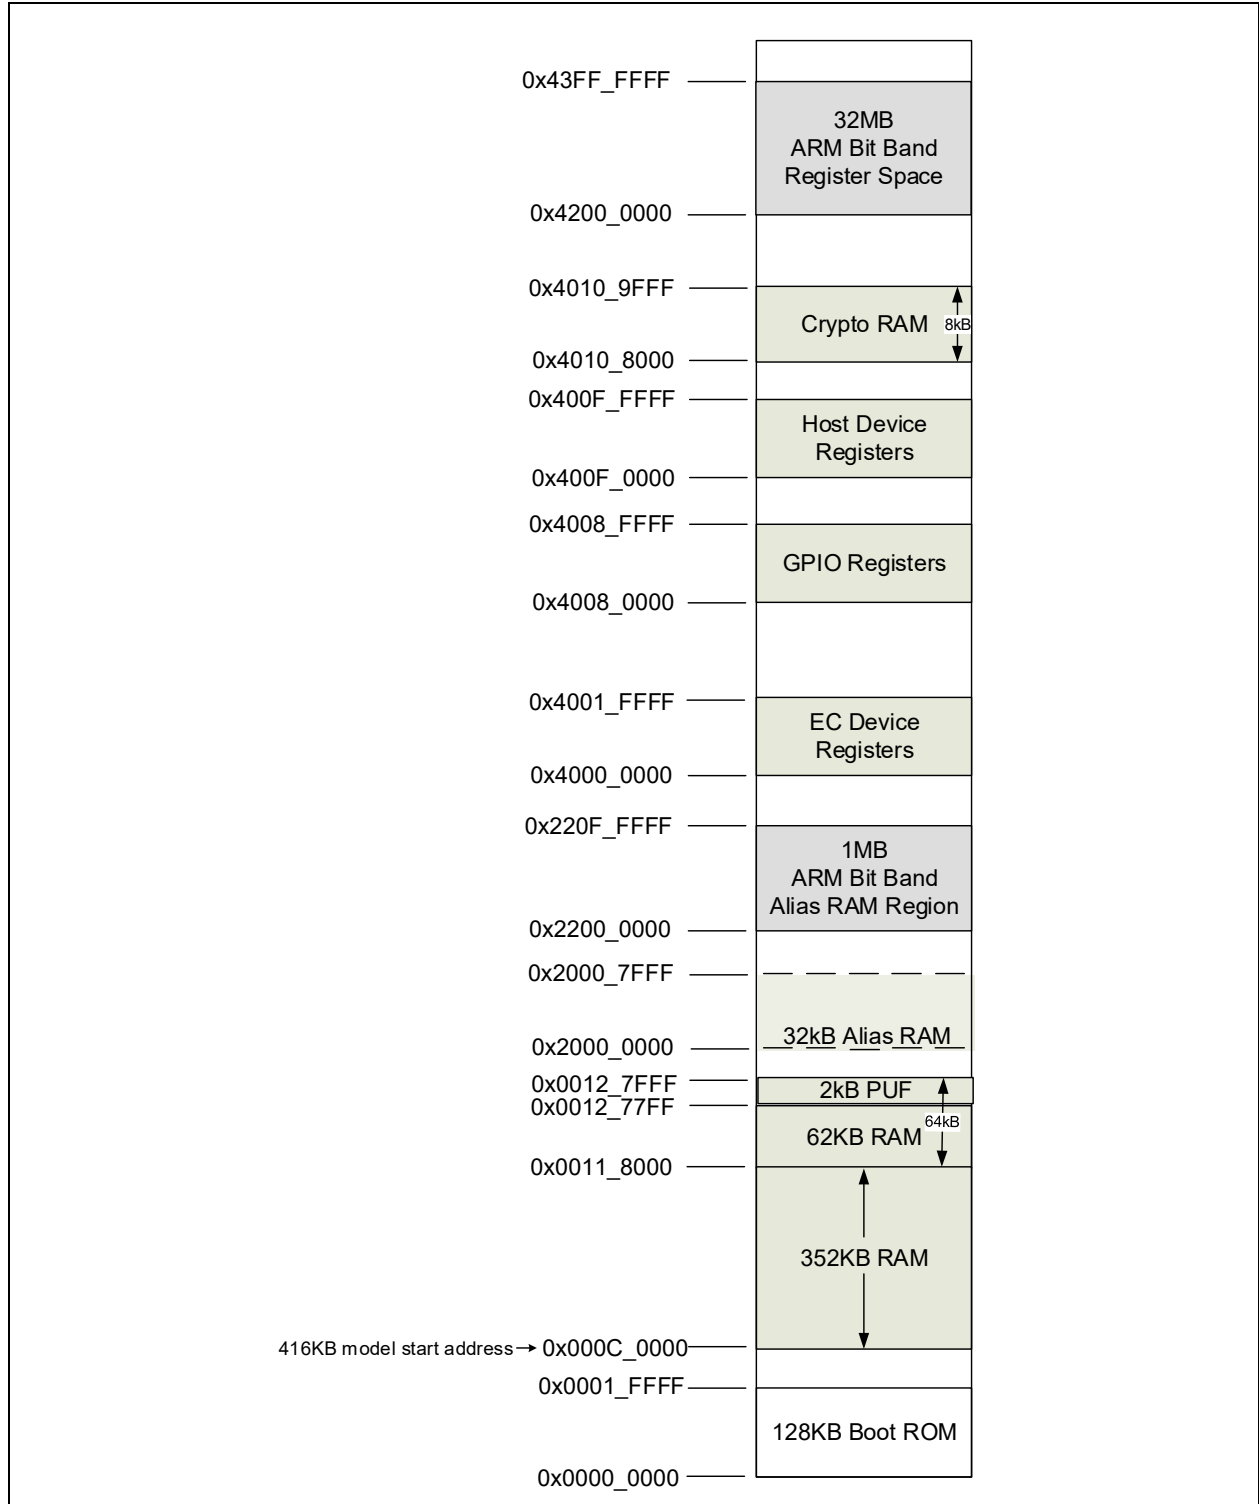 0x43FF_FFFF
32MB
ARM Bit Band
Register Space
0x4200_0000
0x4010_9FFF
Crypto RAM
8kB
0x4010_8000
0x400F_FFFF
Host Device
Registers
0x400F_0000
0x4008_FFFF
GPIO Registers
0x4008_0000
0x4001_FFFF
EC Device
Registers
0x4000_0000
0x220F_FFFF
1MB
ARM Bit Band
Alias RAM Region
0x2200_0000
0x2000_7FFF
32kB Alias RAM
0x2000_0000
0x0012_7FFF
2kB PUF
0x0012_77FF
64kB
62KB RAM
0x0011_8000
352KB RAM
416KB model start address 0x000C_0000
0x0001_FFFF
128KB Boot ROM
0x0000_0000